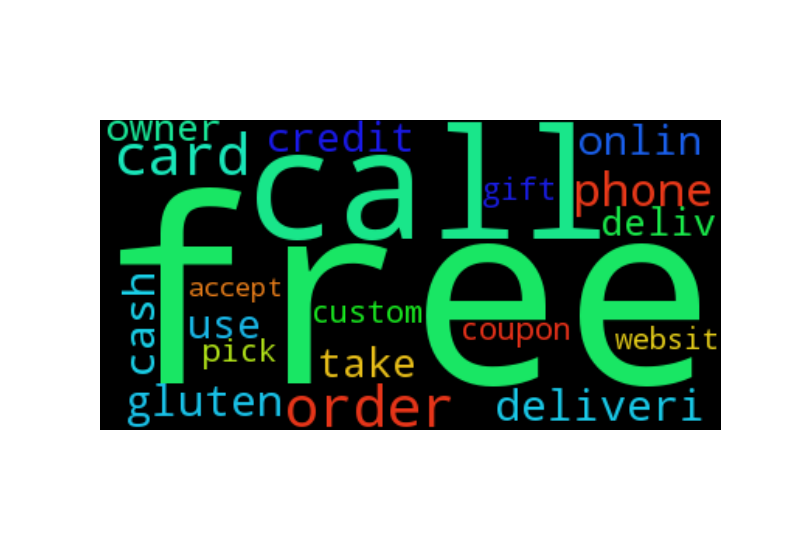 owner
card
credit
call
onlin
gift
phone
deliv
free
cash
accept
use
pick
custom
take
coupon
websit
gluten
order
deliveri